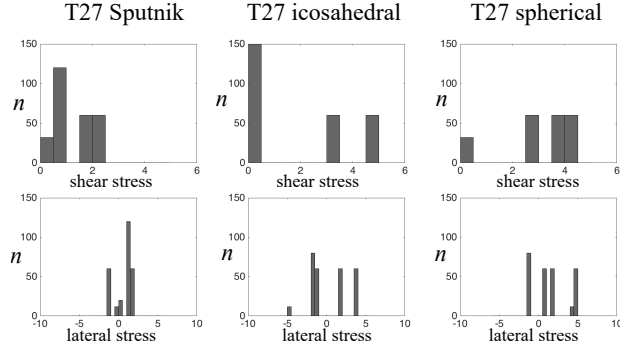 T27 Sputnik T27 icosahedral T27 spherical
150 150 150
100 100 100
n n n
50 50 50
0 0 0
0 2 4 6 0 2 4 6 0 2 4 6
shear stress shear stress shear stress
150 150 150
100 100 100
n n n
50 50 50
0 0 0
-10 -5 0 5 10 -10 -5 0 5 10 -10 -5 0 5 10
lateral stress lateral stress lateral stress